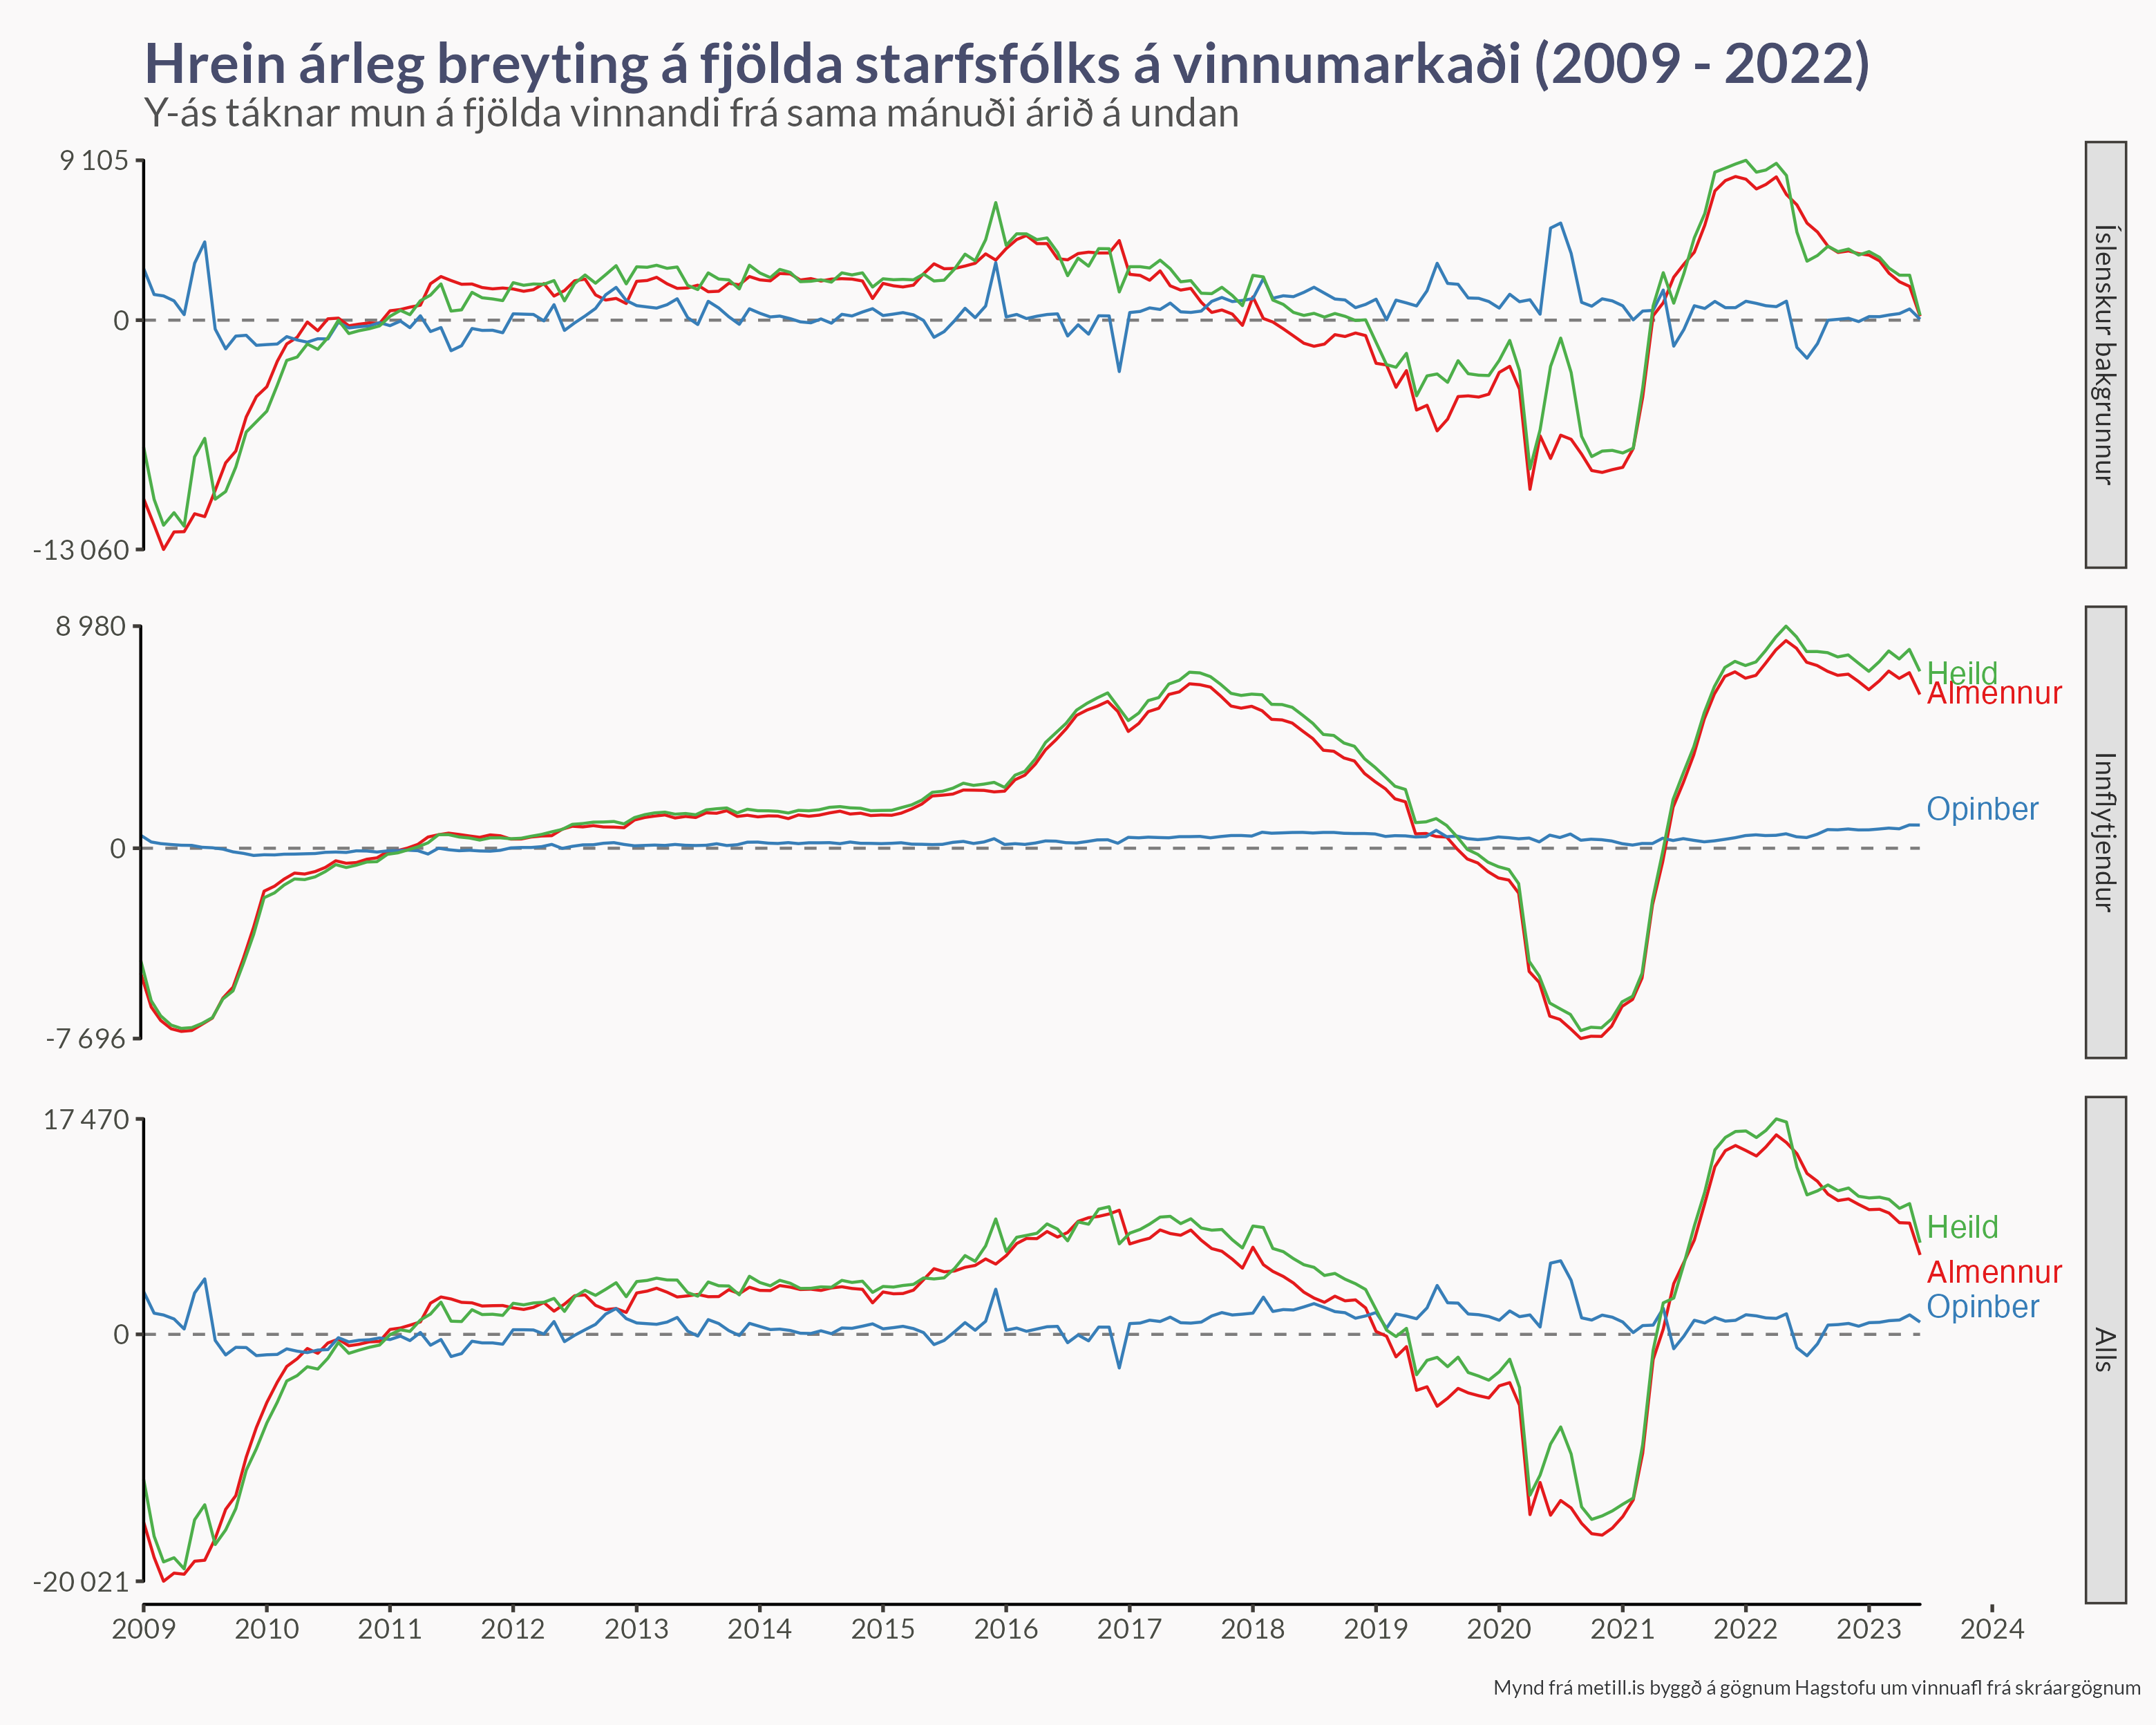 Hrein árleg breyting á fjölda starfsfólks á vinnumarkaði (2009 - 2022)
Y-ás táknar mun á fjölda vinnandi frá sama mánuði árið á undan
9 105
0
-13 060
Íslenskur bakgrunnur
8 980
0
-7 696
Heild
Almennur
Opinber
Innflytjendur
17 470
0
-20 021
Heild
Almennur
Opinber
Alls
2009 2010 2011 2012 2013 2014 2015 2016 2017 2018 2019 2020 2021 2022 2023 2024
Mynd frá metill.is byggð á gögnum Hagstofu um vinnuafl frá skráargögnum